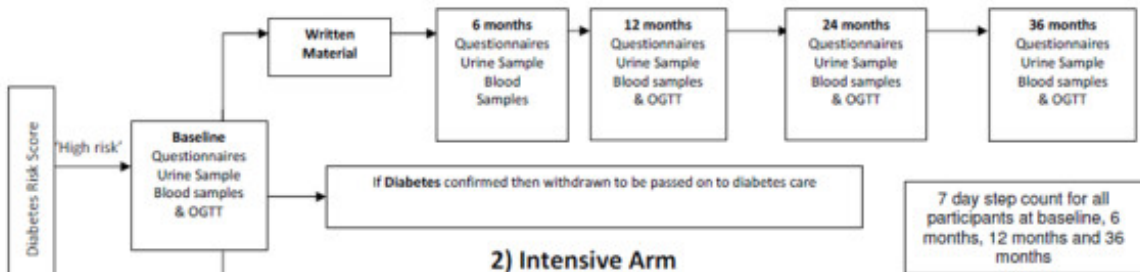 Diabetes Risk Score
'High risk'
Baseline
Questionnaires
Urine Sample
Blood samples
& OGTT
Written
Material
6 months
Questionnaires
Urine Sample
Blood
Samples
12 months
Questionnaires
Urine Sample
Blood samples
& OGTT
24 months
Questionnaires
Urine Sample
Blood samples
& OGTT
36 months
Questionnaires
Urine Sample
Blood samples
& OGTT
If Diabetes confirmed then withdrawn to be passed on to diabetes care
7 day step count for all
participants at baseline, 6
months, 12 months and 36
months
2) Intensive Arm